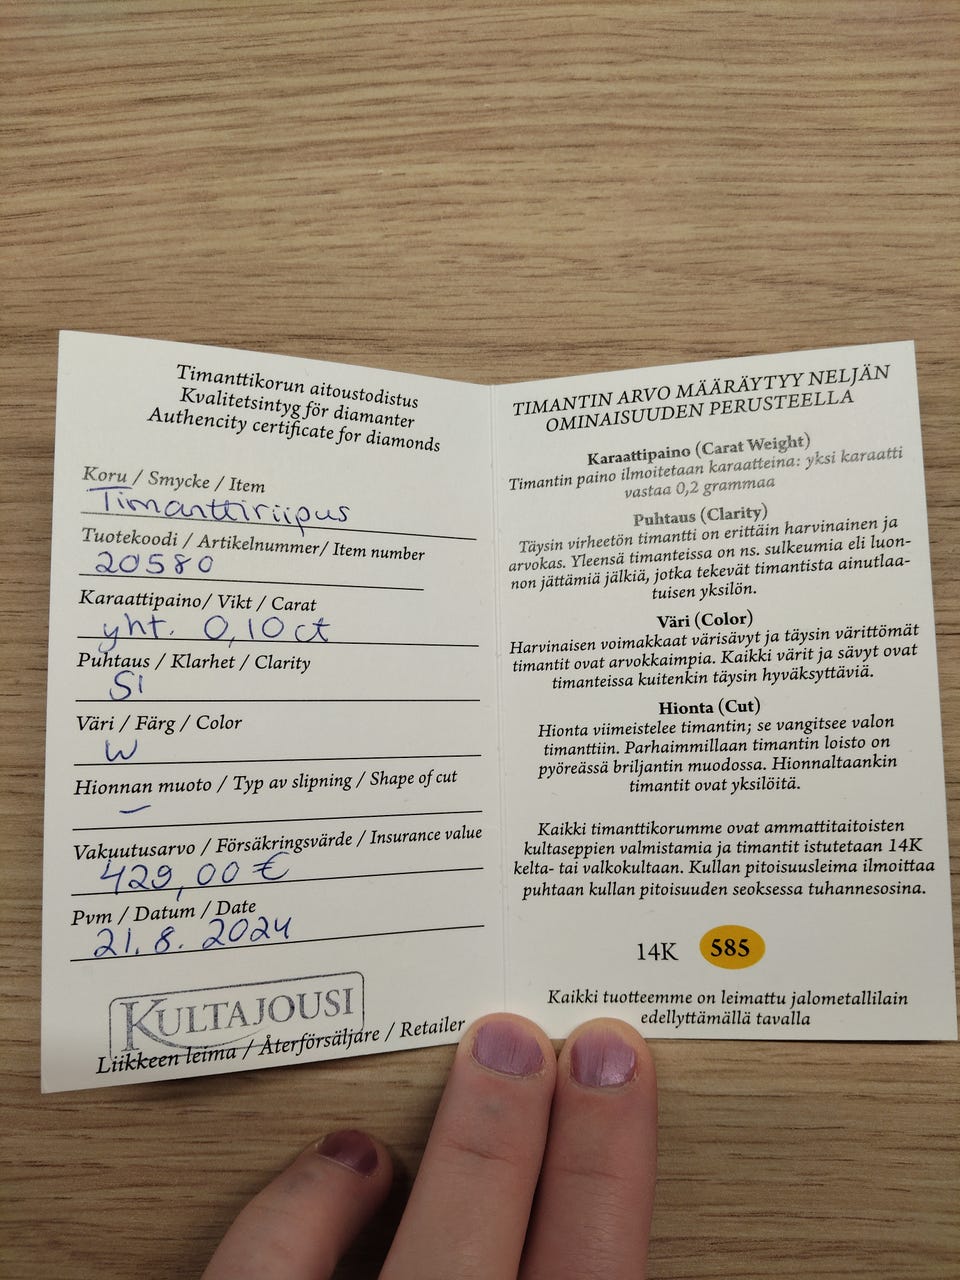 Timanttikorun aitoustodistus
Kvalitetsintyg för diamanter
Authencity certificate for diamonds
Koru / Smycke / Item
Timanttiriipus
Tuotekoodi / Artikelnummer/ Item number
20580
Karaattipaino/ Vikt / Carat
yht. 0,10 ct
Puhtaus / Klarhet / Clarity
SI
Väri / Färg / Color
W
Hionnan muoto / Typ av slipning / Shape of cut
—
Vakuutusarvo / Försäkringsvärde / Insurance value
429,00 €
Pvm / Datum / Date
21.8. 2024
KULTAJOUSI
Liikkeen leima / Återförsäljare / Retailer
TIMANTIN ARVO MÄÄRÄYTYY NELJÄN
OMINAISUUDEN PERUSTEELLA
Karaattipaino (Carat Weight)
Timantin paino ilmoitetaan karaatteina: yksi karaatti
vastaa 0,2 grammaa
Puhtaus (Clarity)
Täysin virheetön timantti on erittäin harvinainen ja
arvokas. Yleensä timanteissa on ns. sulkeumia eli luon-
non jättämiä jälkiä, jotka tekevät timantista ainutlaa-
tuisen yksilön.
Väri (Color)
Harvinaisen voimakkaat värisävyt ja täysin värittömät
timantit ovat arvokkaimpia. Kaikki värit ja sävyt ovat
timanteissa kuitenkin täysin hyväksyttäviä.
Hionta (Cut)
Hionta viimeistelee timantin; se vangitsee valon
timanttiin. Parhaimmillaan timantin loisto on
pyöreässä briljantin muodossa. Hionnaltaankin
timantit ovat yksilöitä.
Kaikki timanttikorumme ovat ammattitaitoisten
kultaseppien valmistamia ja timantit istutetaan 14K
kelta- tai valkokultaan. Kullan pitoisuusleima ilmoittaa
puhtaan kullan pitoisuuden seoksessa tuhannesosina.
14K 585
Kaikki tuotteemme on leimattu jalometallilain
edellyttämällä tavalla